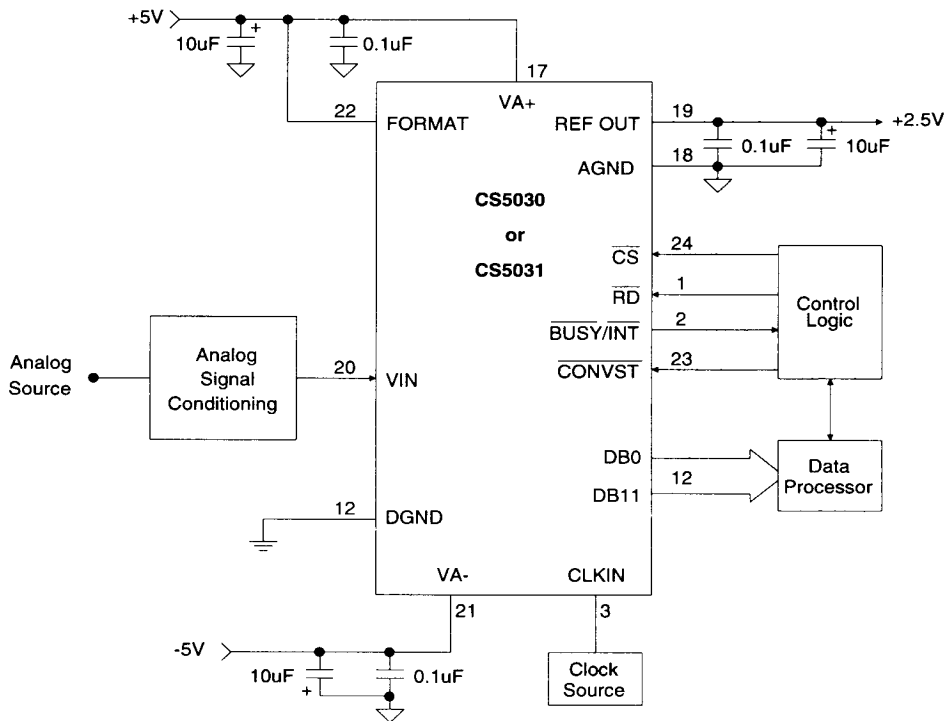 +5V
10uF
+
0.1uF
17
VA+
22
FORMAT
REF OUT
19
+2.5V
0.1uF
+
10uF
AGND
18
CS5030
or
CS5031
CS
24
RD
1
BUSY/INT
2
CONVST
23
Control
Logic
Analog
Source
Analog
Signal
Conditioning
20
VIN
DB0
12
DB11
Data
Processor
12
DGND
VA-
CLKIN
21
3
-5V
10uF
+
0.1uF
Clock
Source